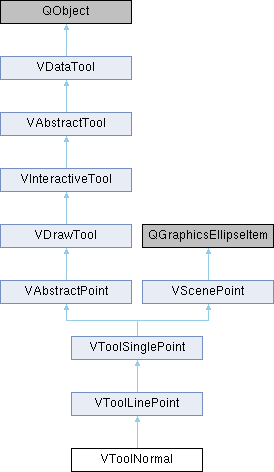 QObject
VDataTool
VAbstractTool
VInteractiveTool
VDrawTool
QGraphicsEllipseItem
VAbstractPoint
VScenePoint
VToolSinglePoint
VToolLinePoint
VToolNormal